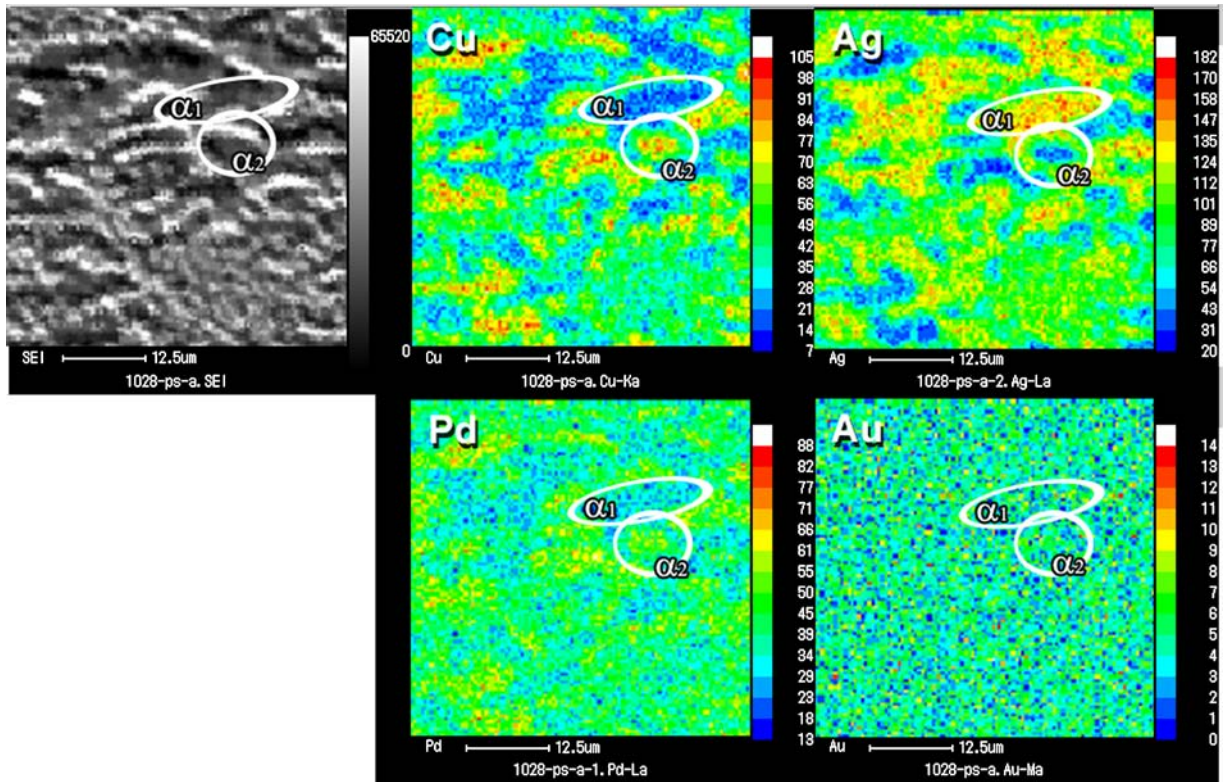 65520
0
α1
α2
SEI 12.5um
1028-ps-a.SEI
Cu
α1
α2
105
98
91
84
77
70
63
56
49
42
35
28
21
14
7
Cu 12.5um
1028-ps-a.Cu-Ka
Ag
α1
α2
182
170
158
147
135
124
112
101
89
77
66
54
43
31
20
Ag 12.5um
1028-ps-a-2.Ag-La
Pd
α1
α2
88
82
77
71
66
61
55
50
45
39
34
29
23
18
13
Pd 12.5um
1028-ps-a-1.Pd-La
Au
α1
α2
14
13
12
11
10
9
8
7
6
5
4
3
2
1
0
Au 12.5um
1028-ps-a.Au-Ma